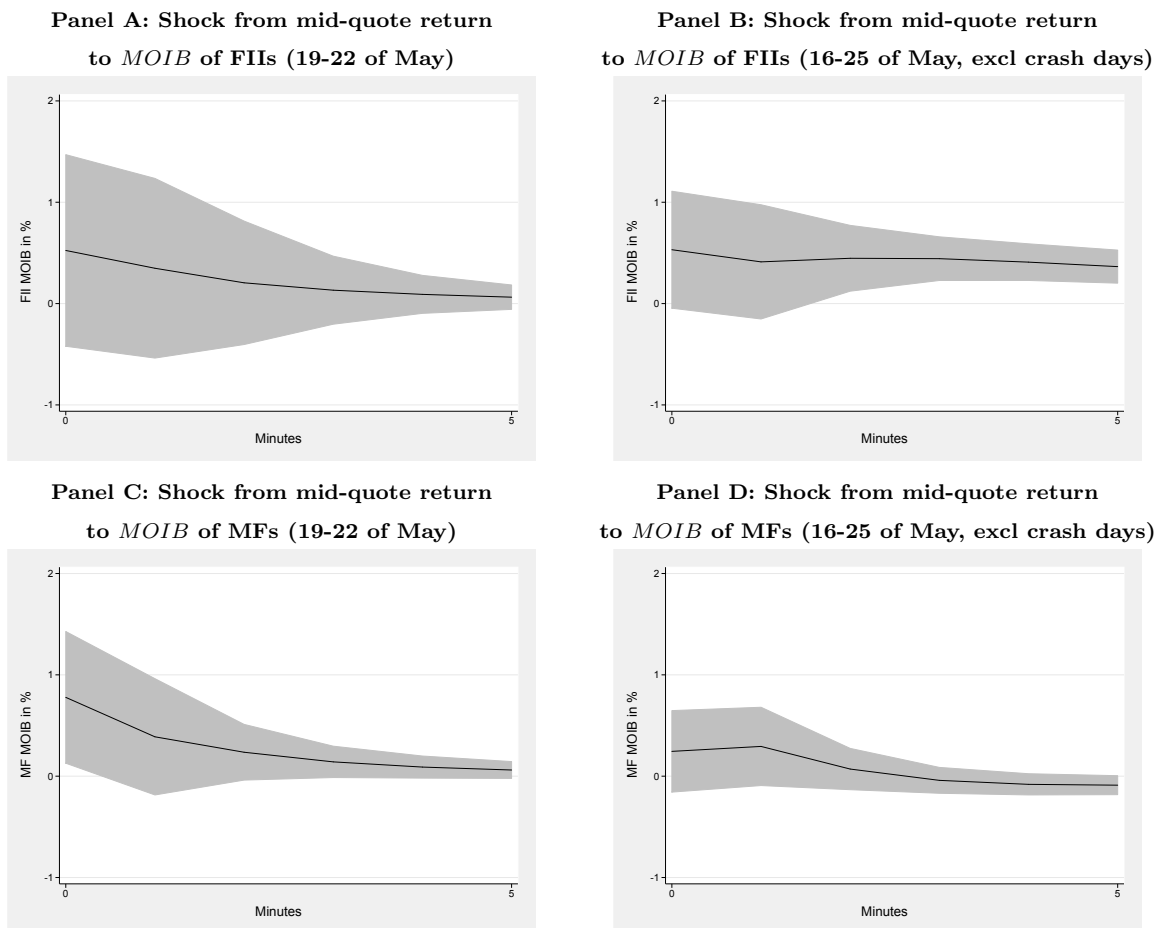 Panel A: Shock from mid-quote return
to MOIB of FIIs (19-22 of May)
2
1
0
-1
FII MOIB in %
0
5
Minutes
Panel B: Shock from mid-quote return
to MOIB of FIIs (16-25 of May, excl crash days)
2
1
0
-1
FII MOIB in %
0
5
Minutes
Panel C: Shock from mid-quote return
to MOIB of MFs (19-22 of May)
2
1
0
-1
MF MOIB in %
0
5
Minutes
Panel D: Shock from mid-quote return
to MOIB of MFs (16-25 of May, excl crash days)
2
1
0
-1
MF MOIB in %
0
5
Minutes